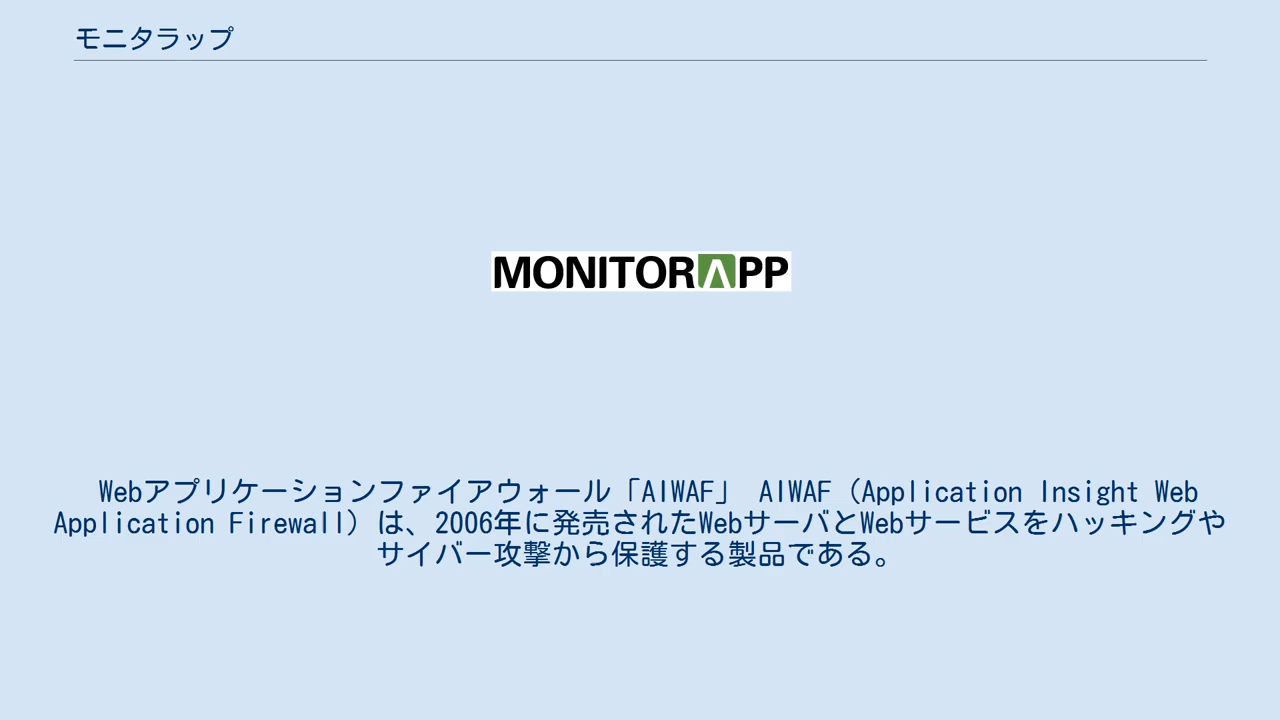 モニタラップ
MONITORAPP
Webアプリケーションファイアウォール「AIWAF」 AIWAF（Application Insight Web
Application Firewall）は、2006年に発売されたWebサーバとWebサービスをハッキングや
サイバー攻撃から保護する製品である。